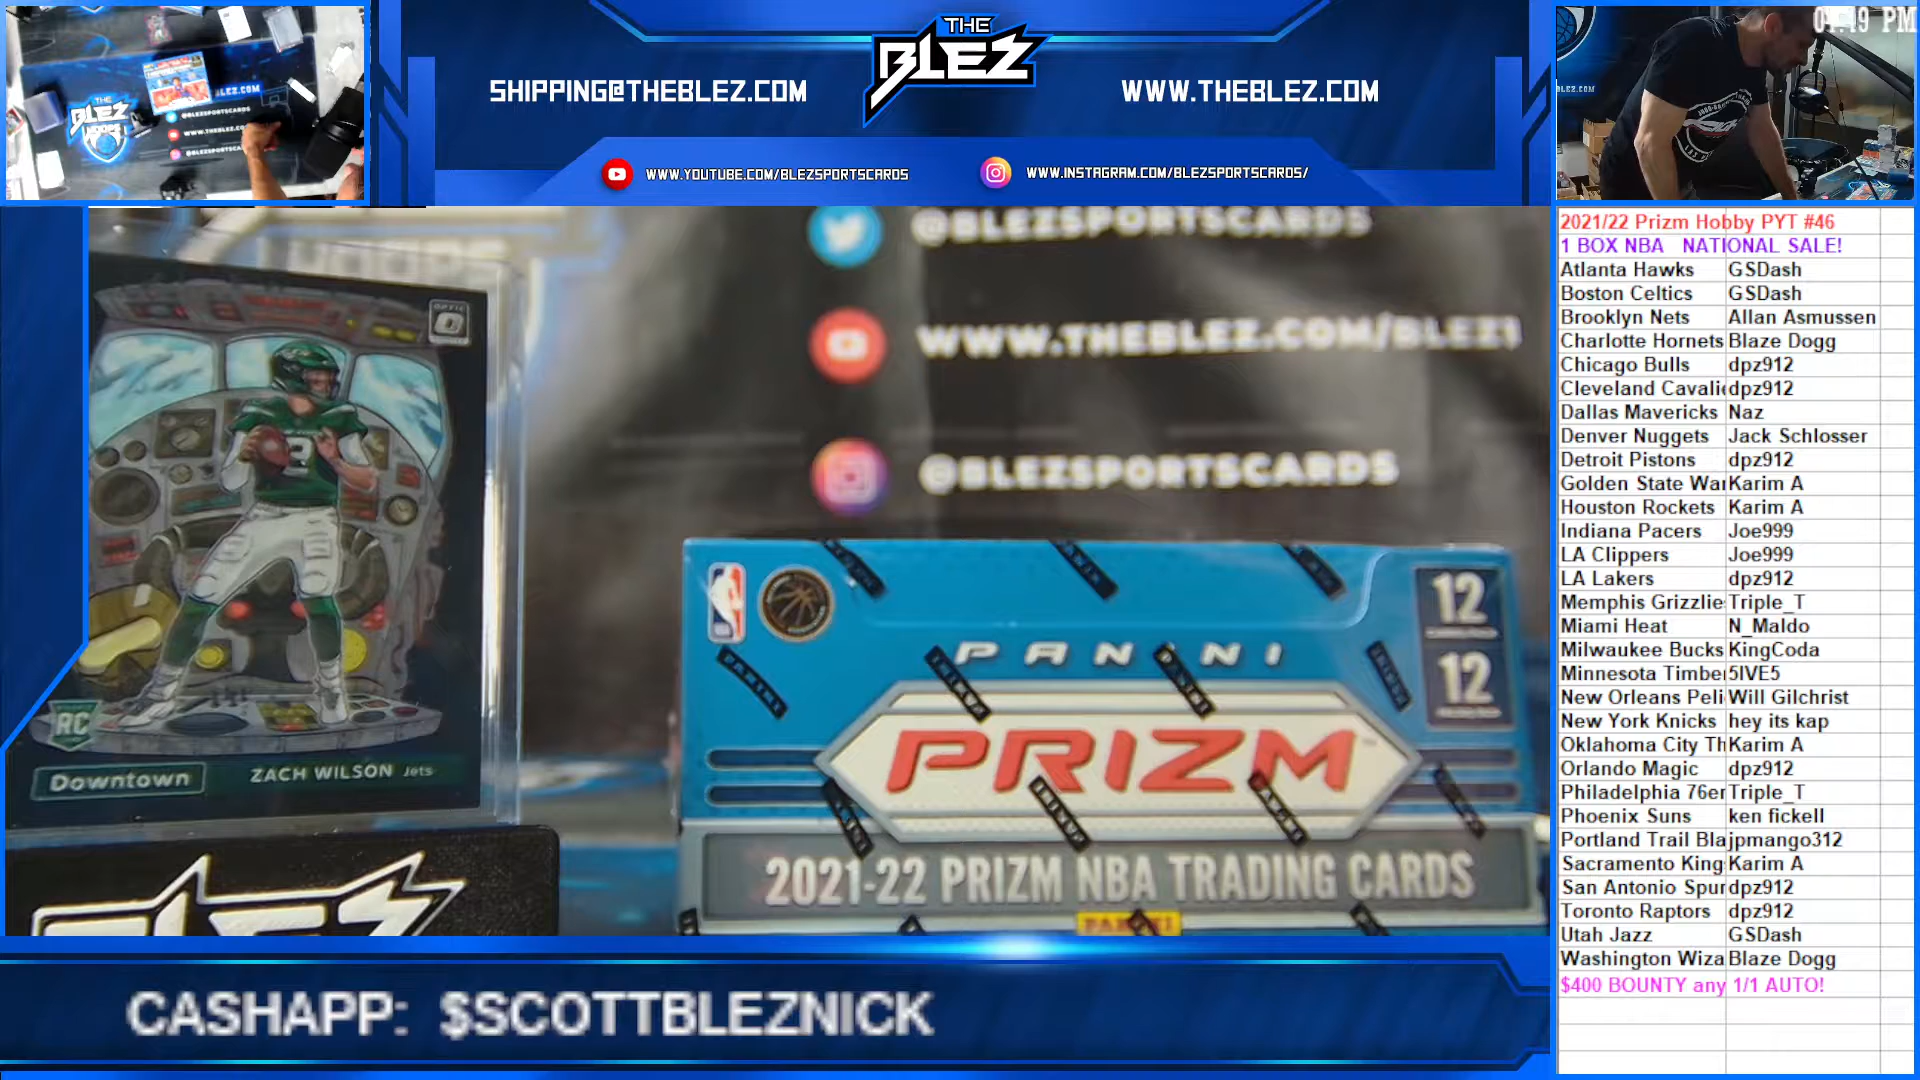 THE
BLEZ
SHIPPING@THEBLEZ.COM
WWW.THEBLEZ.COM
WWW.YOUTUBE.COM/BLEZSPORTSCARDS
WWW.INSTAGRAM.COM/BLEZSPORTSCARDS/
THE
BLEZ
@BLEZSPORTSCARDS
@BLEZSPORTSCARDS
WWW.THEBLEZ.COM/BLEZ1
@BLEZSPORTSCARDS
OPTIC
RC
Downtown
ZACH WILSON Jets
BLEZ
12
12
PANINI
PRIZM
2021-22 PRIZM NBA TRADING CARDS
PANINI
CASHAPP: $SCOTTBLEZNICK
2021/22 Prizm Hobby PYT #46
1 BOX NBA NATIONAL SALE!
Atlanta Hawks GSDash
Boston Celtics GSDash
Brooklyn Nets Allan Asmussen
Charlotte Hornets Blaze Dogg
Chicago Bulls dpz912
Cleveland Cavali dpz912
Dallas Mavericks Naz
Denver Nuggets Jack Schlosser
Detroit Pistons dpz912
Golden State War Karim A
Houston Rockets Karim A
Indiana Pacers Joe999
LA Clippers Joe999
LA Lakers dpz912
Memphis Grizzlie Triple_T
Miami Heat N_Maldo
Milwaukee Bucks KingCoda
Minnesota Timbe 5IVE5
New Orleans Peli Will Gilchrist
New York Knicks hey its kap
Oklahoma City Th Karim A
Orlando Magic dpz912
Philadelphia 76er Triple_T
Phoenix Suns ken fickell
Portland Trail Bla jpmango312
Sacramento King Karim A
San Antonio Spur dpz912
Toronto Raptors dpz912
Utah Jazz GSDash
Washington Wiza Blaze Dogg
$400 BOUNTY any 1/1 AUTO!